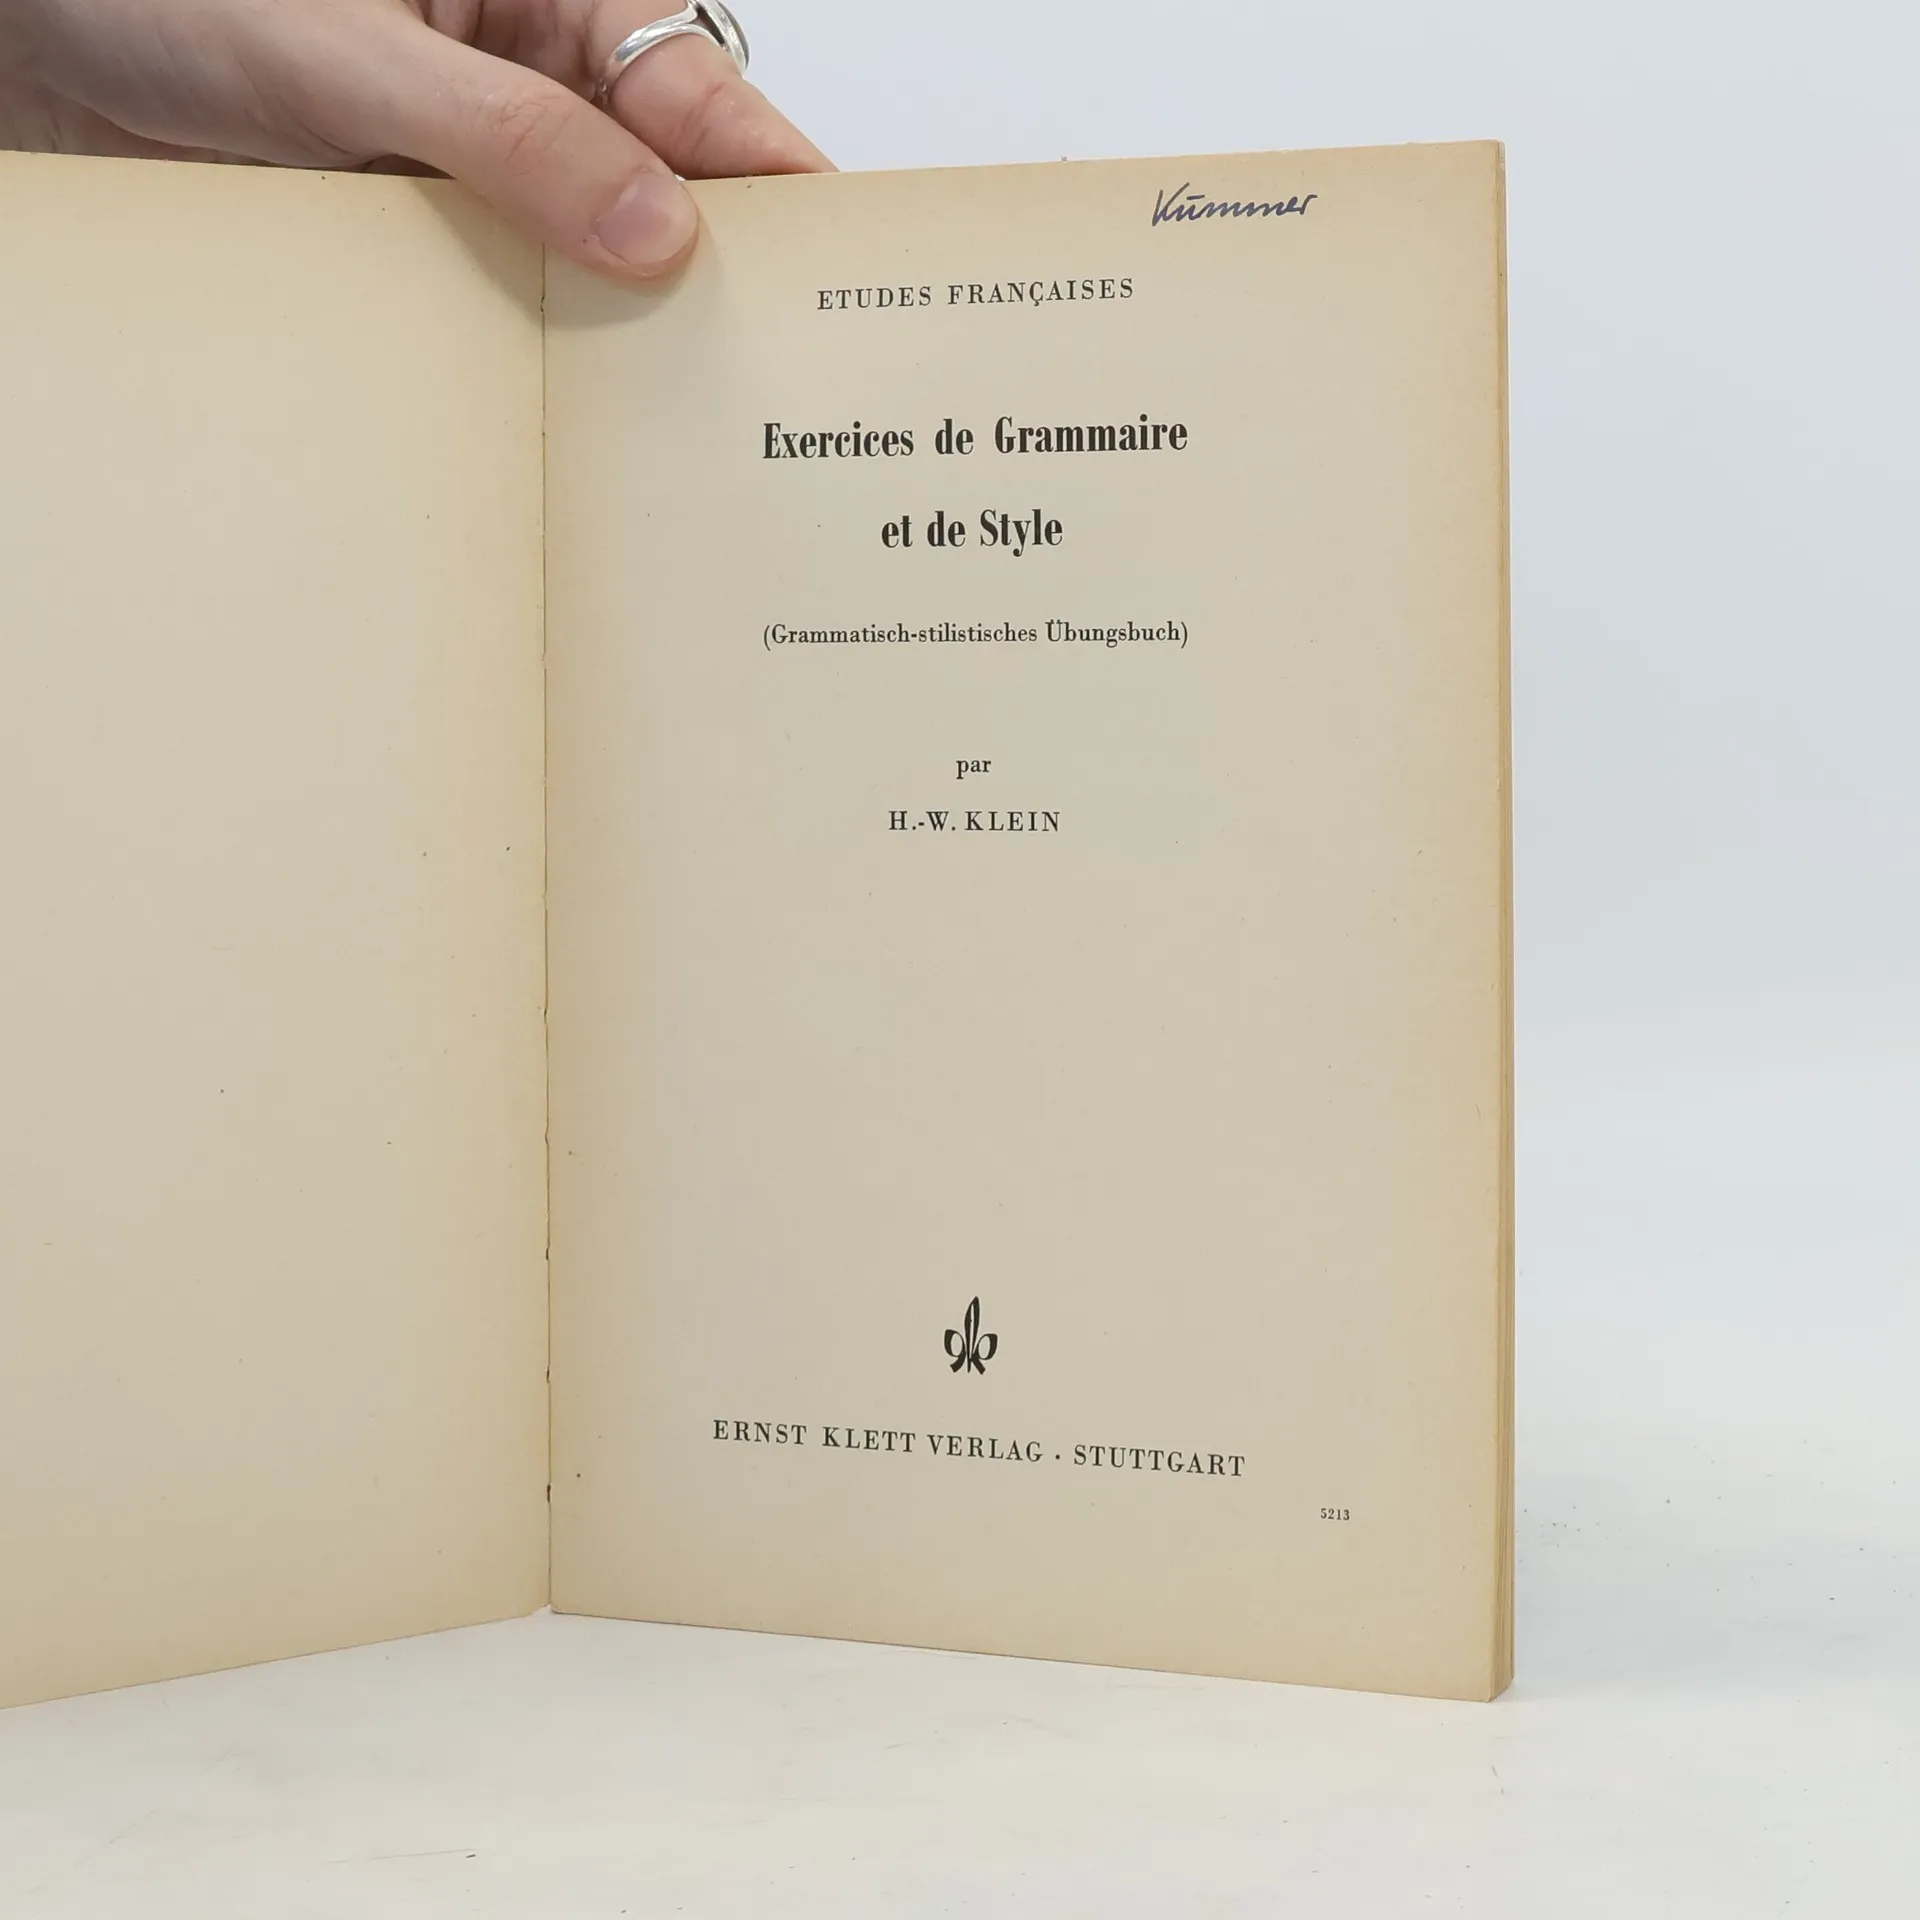 Kummer
ETUDES FRANÇAISES
Exercices de Grammaire
et de Style
(Grammatisch-stilistisches Übungsbuch)
par
H.-W. KLEIN
ERNST KLETT VERLAG · STUTTGART
5213